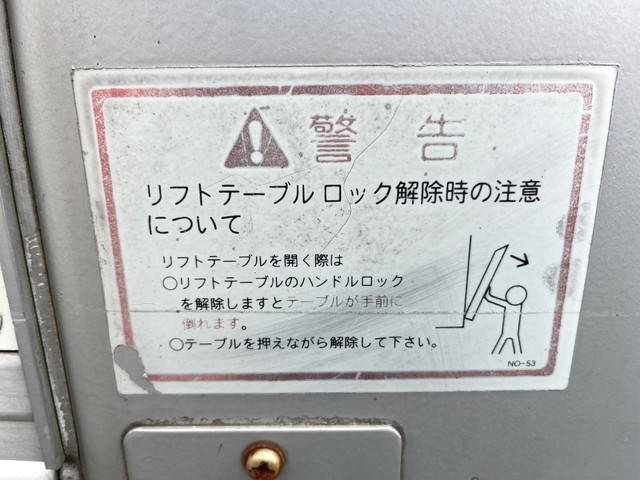 警告
リフトテーブルロック解除時の注意
について
リフトテーブルを開く際は
○リフトテーブルのハンドルロック
を解除しますとテーブルが手前に
倒れます。
○テーブルを押えながら解除して下さい。
NO-53